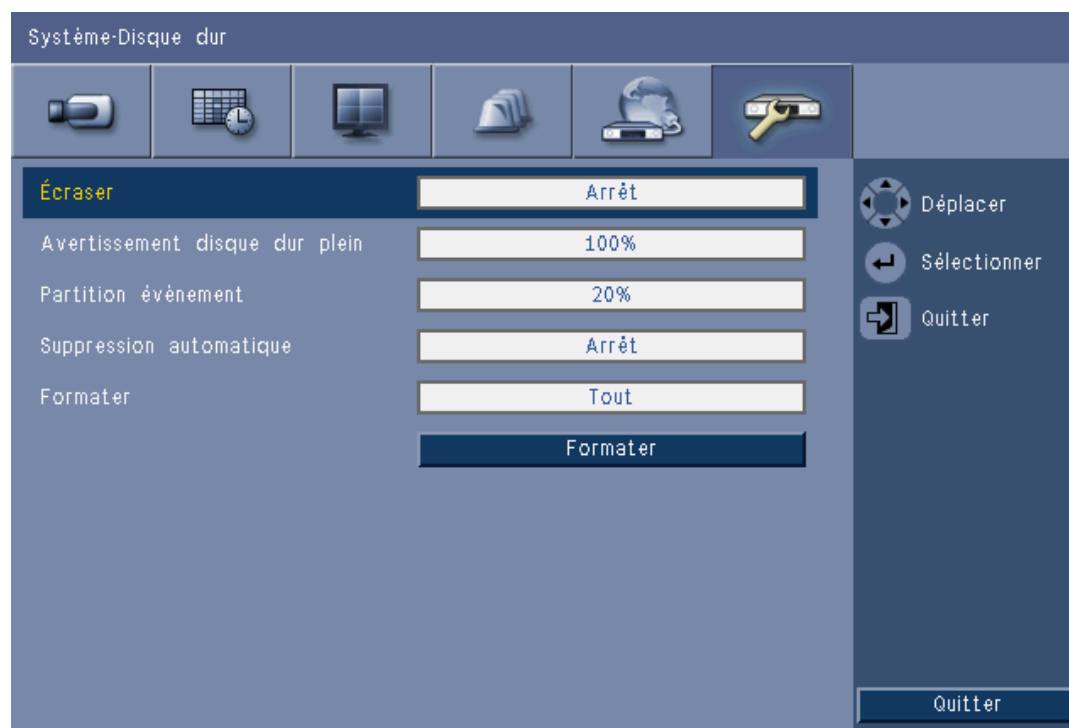 Système-Disque dur
Écraser Arrêt
Avertissement disque dur plein 100%
Partition évènement 20%
Suppression automatique Arrêt
Formater Tout
Formater
Déplacer
Sélectionner
Quitter
Quitter